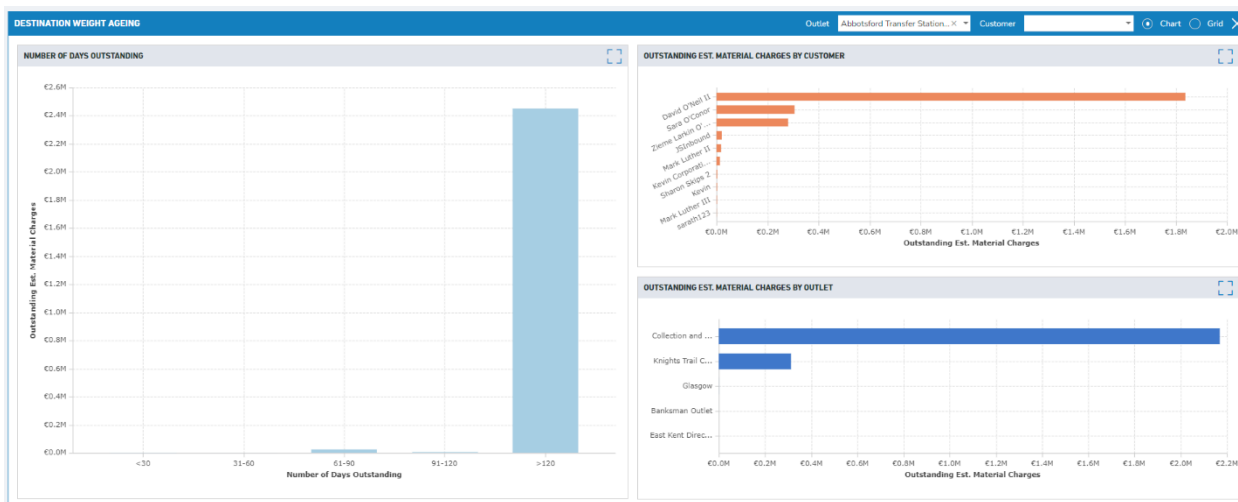 DESTINATION WEIGHT AGEING
Outlet Abbotsford Transfer Station...× Customer Chart Grid
NUMBER OF DAYS OUTSTANDING
€2.6M
€2.4M
€2.2M
€2.0M
€1.8M
€1.6M
€1.4M
€1.2M
€1.0M
€0.8M
€0.6M
€0.4M
€0.2M
€0.0M
Outstanding Est. Material Charges
<30 31-60 61-90 91-120 >120
Number of Days Outstanding
OUTSTANDING EST. MATERIAL CHARGES BY CUSTOMER
David O'Neil II
Sara O'Conor
Zieme Larkin O'...
JSInbound
Mark Luther II
Kevin Corporati...
Sharon Skips 2
Kevin
Mark Luther III
sarath123
€0.0M €0.2M €0.4M €0.6M €0.8M €1.0M €1.2M €1.4M €1.6M €1.8M €2.0M
Outstanding Est. Material Charges
OUTSTANDING EST. MATERIAL CHARGES BY OUTLET
Collection and ...
Knights Trail C...
Glasgow
Banksman Outlet
East Kent Direc...
€0.0M €0.2M €0.4M €0.6M €0.8M €1.0M €1.2M €1.4M €1.6M €1.8M €2.0M €2.2M
Outstanding Est. Material Charges